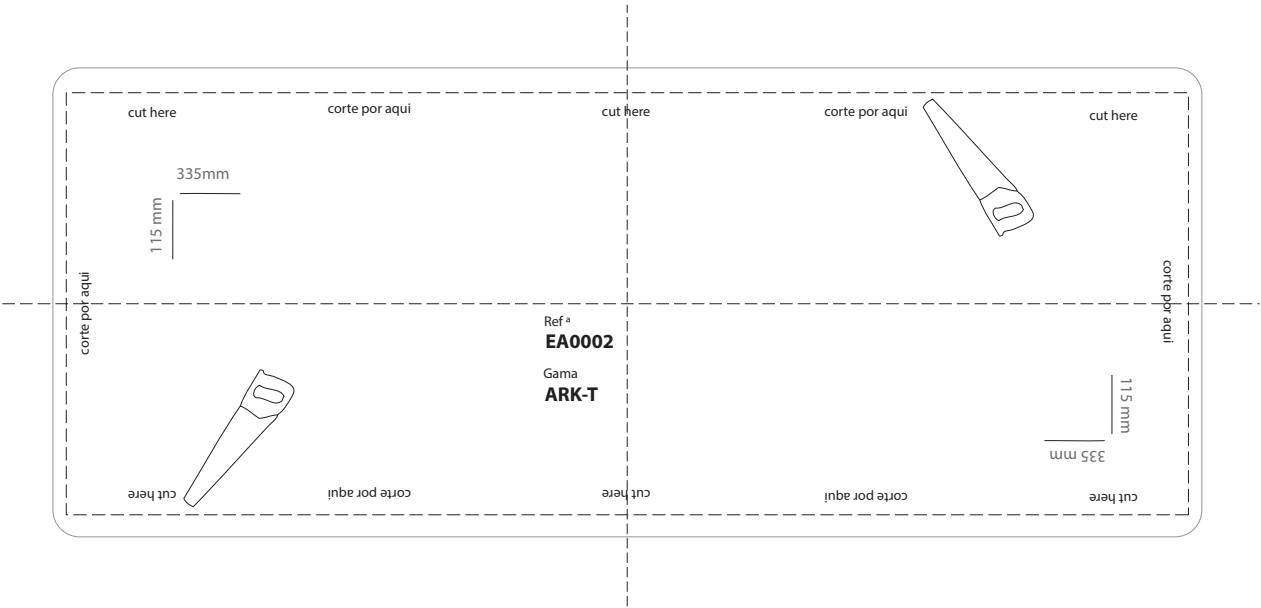 cut here
corte por aqui
cut here
corte por aqui
cut here
335mm
115 mm
corte por aqui
corte por aqui
Ref ª
EA0002
Gama
ARK-T
115 mm
335 mm
cut here
corte por aqui
cut here
corte por aqui
cut here